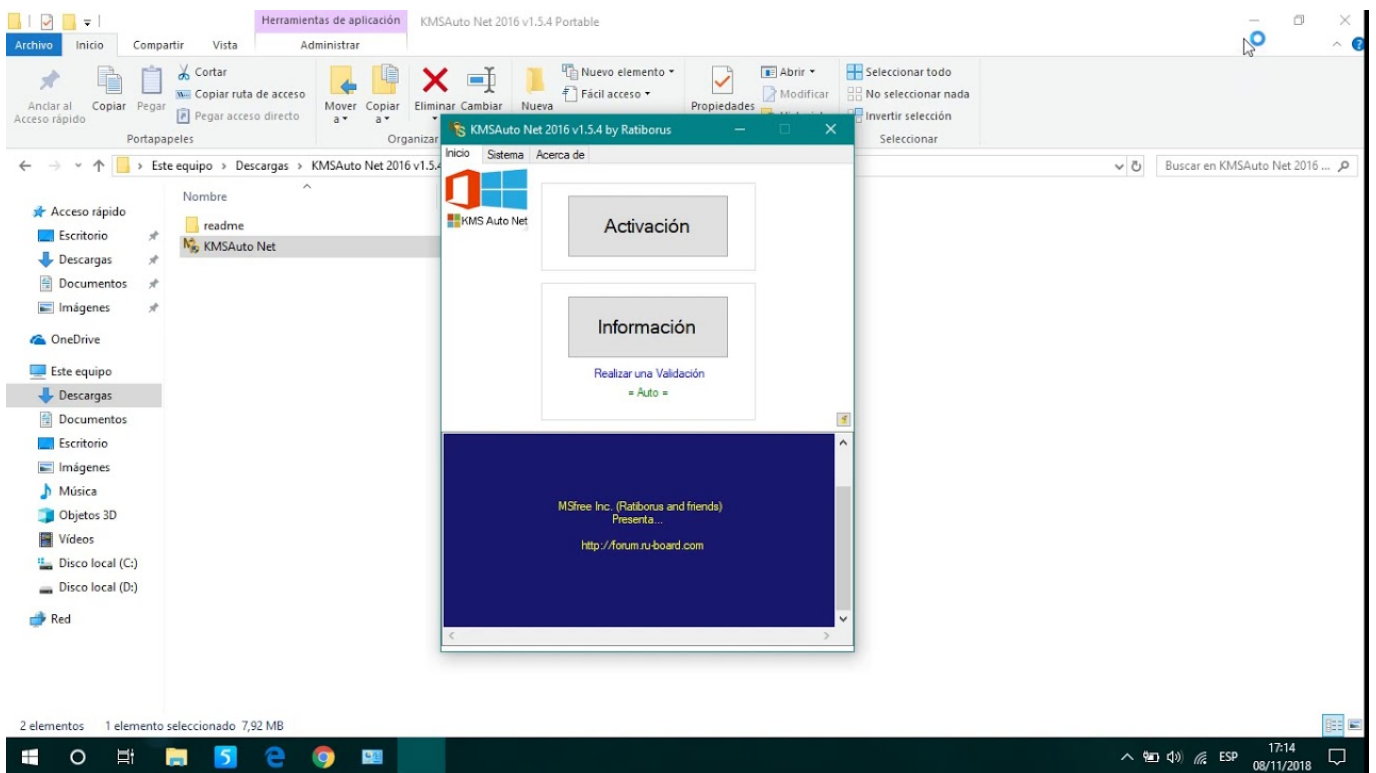 Herramientas de aplicación
KMSAuto Net 2016 v1.5.4 Portable
Archivo Inicio Compartir Vista Administrar
Anclar al
Acceso rápido
Copiar
Pegar
Cortar
Copiar ruta de acceso
Pegar acceso directo
Portapapeles
Mover
a
Copiar
a
Eliminar
Cambiar
Organizar
Nueva
Nuevo elemento
Fácil acceso
Propiedades
Abrir
Modificar
Seleccionar todo
No seleccionar nada
Invertir selección
Seleccionar
Este equipo > Descargas > KMSAuto Net 2016 v1.5.4
Buscar en KMSAuto Net 2016 ...
Acceso rápido
Escritorio
Descargas
Documentos
Imágenes
OneDrive
Este equipo
Descargas
Documentos
Escritorio
Imágenes
Música
Objetos 3D
Vídeos
Disco local (C:)
Disco local (D:)
Red
Nombre
readme
KMSAuto Net
KMSAuto Net 2016 v1.5.4 by Ratiborus
Inicio Sistema Acerca de
KMS Auto Net
Activación
Información
Realizar una Validación
= Auto =
MSfree Inc. (Ratiborus and friends)
Presenta...
http://forum.ru-board.com
2 elementos 1 elemento seleccionado 7,92 MB
ESP
17:14
08/11/2018